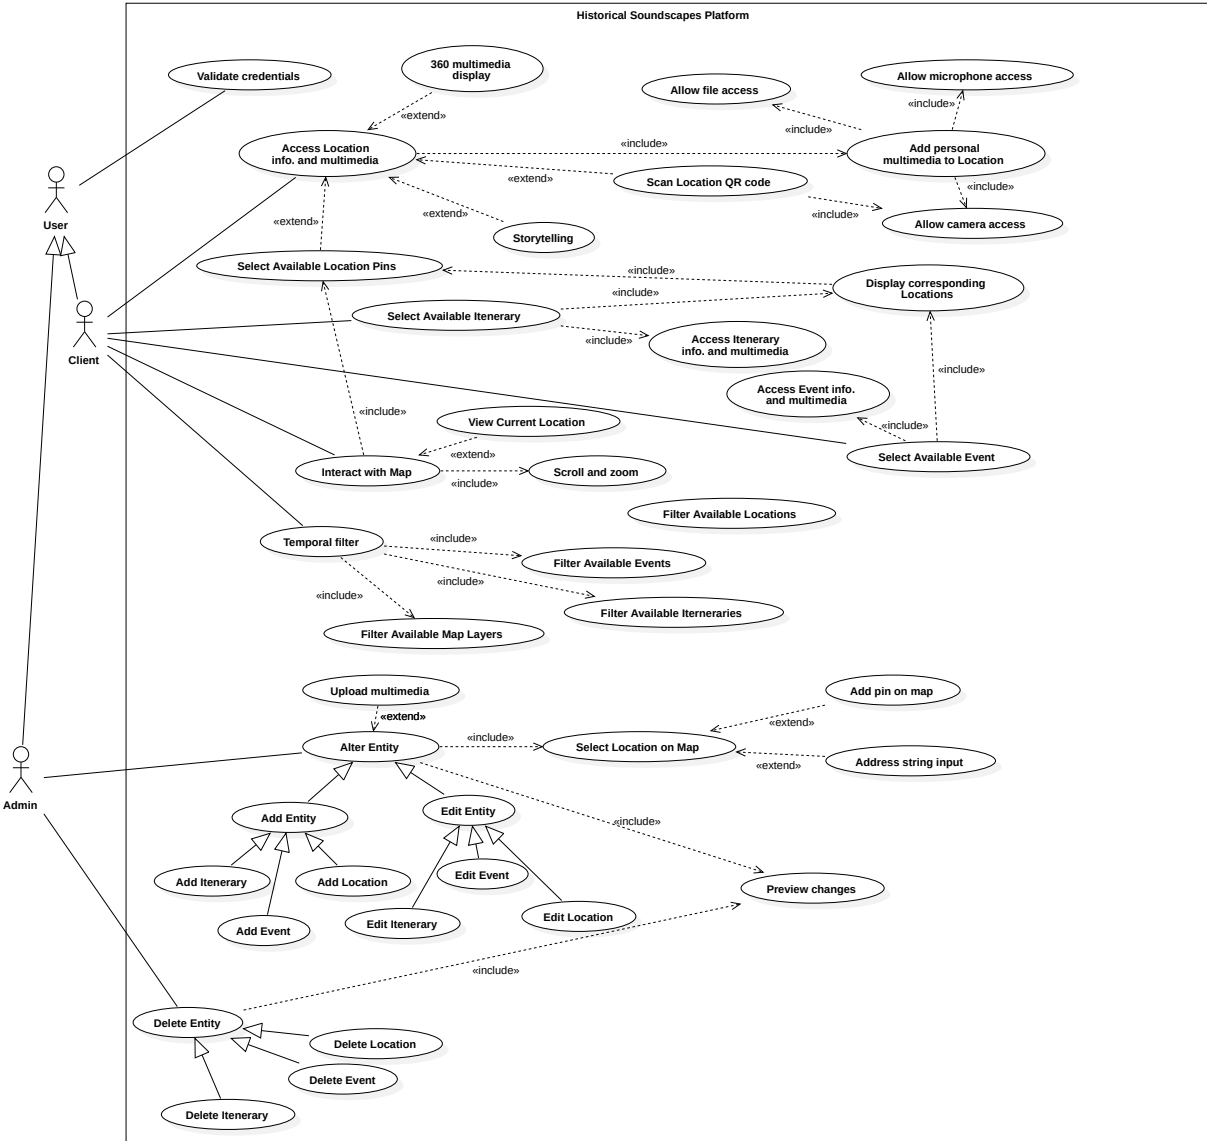 Historical Soundscapes Platform
Validate credentials
360 multimedia
display
Allow file access
Allow microphone access
«extend»
«include»
«include»
Access Location
info. and multimedia
«include»
Add personal
multimedia to Location
«extend»
Scan Location QR code
«include»
«include»
Allow camera access
User
«extend»
«extend»
Storytelling
Select Available Location Pins
«include»
Display corresponding
Locations
Client
Select Available Itenerary
«include»
«include»
Access Itenerary
info. and multimedia
«include»
Access Event info.
and multimedia
«include»
«include»
View Current Location
«extend»
Select Available Event
Interact with Map
«include»
Scroll and zoom
Filter Available Locations
Temporal filter
«include»
Filter Available Events
«include»
«include»
Filter Available Iterneraries
Filter Available Map Layers
Upload multimedia
Add pin on map
«extend»
«extend»
Alter Entity
«include»
Select Location on Map
«extend»
Address string input
Admin
Add Entity
Edit Entity
«include»
Add Itenerary
Add Location
Edit Event
Preview changes
Add Event
Edit Itenerary
Edit Location
«include»
Delete Entity
Delete Location
Delete Event
Delete Itenerary